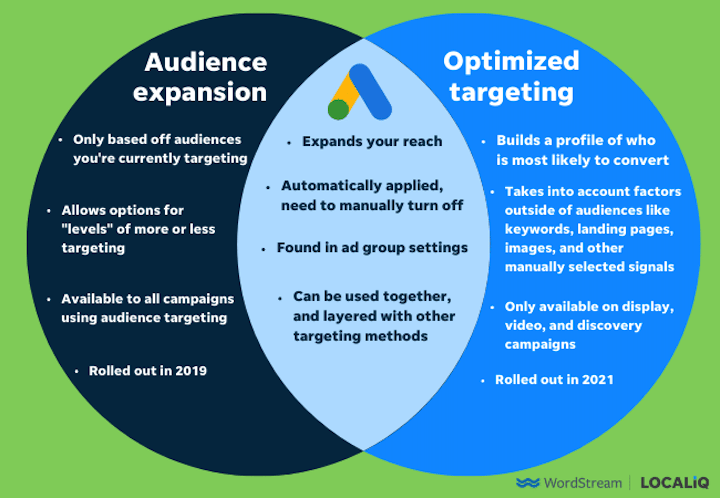 Audience
expansion
• Only based off audiences
you're currently targeting
• Allows options for
"levels" of more or less
targeting
• Available to all campaigns
using audience targeting
• Rolled out in 2019
• Expands your reach
• Automatically applied,
need to manually turn off
• Found in ad group settings
• Can be used together,
and layered with other
targeting methods
Optimized
targeting
• Builds a profile of who
is most likely to convert
• Takes into account factors
outside of audiences like
keywords, landing pages,
images, and other
manually selected signals
• Only available on display,
video, and discovery
campaigns
• Rolled out in 2021
WordStream | LOCALiQ